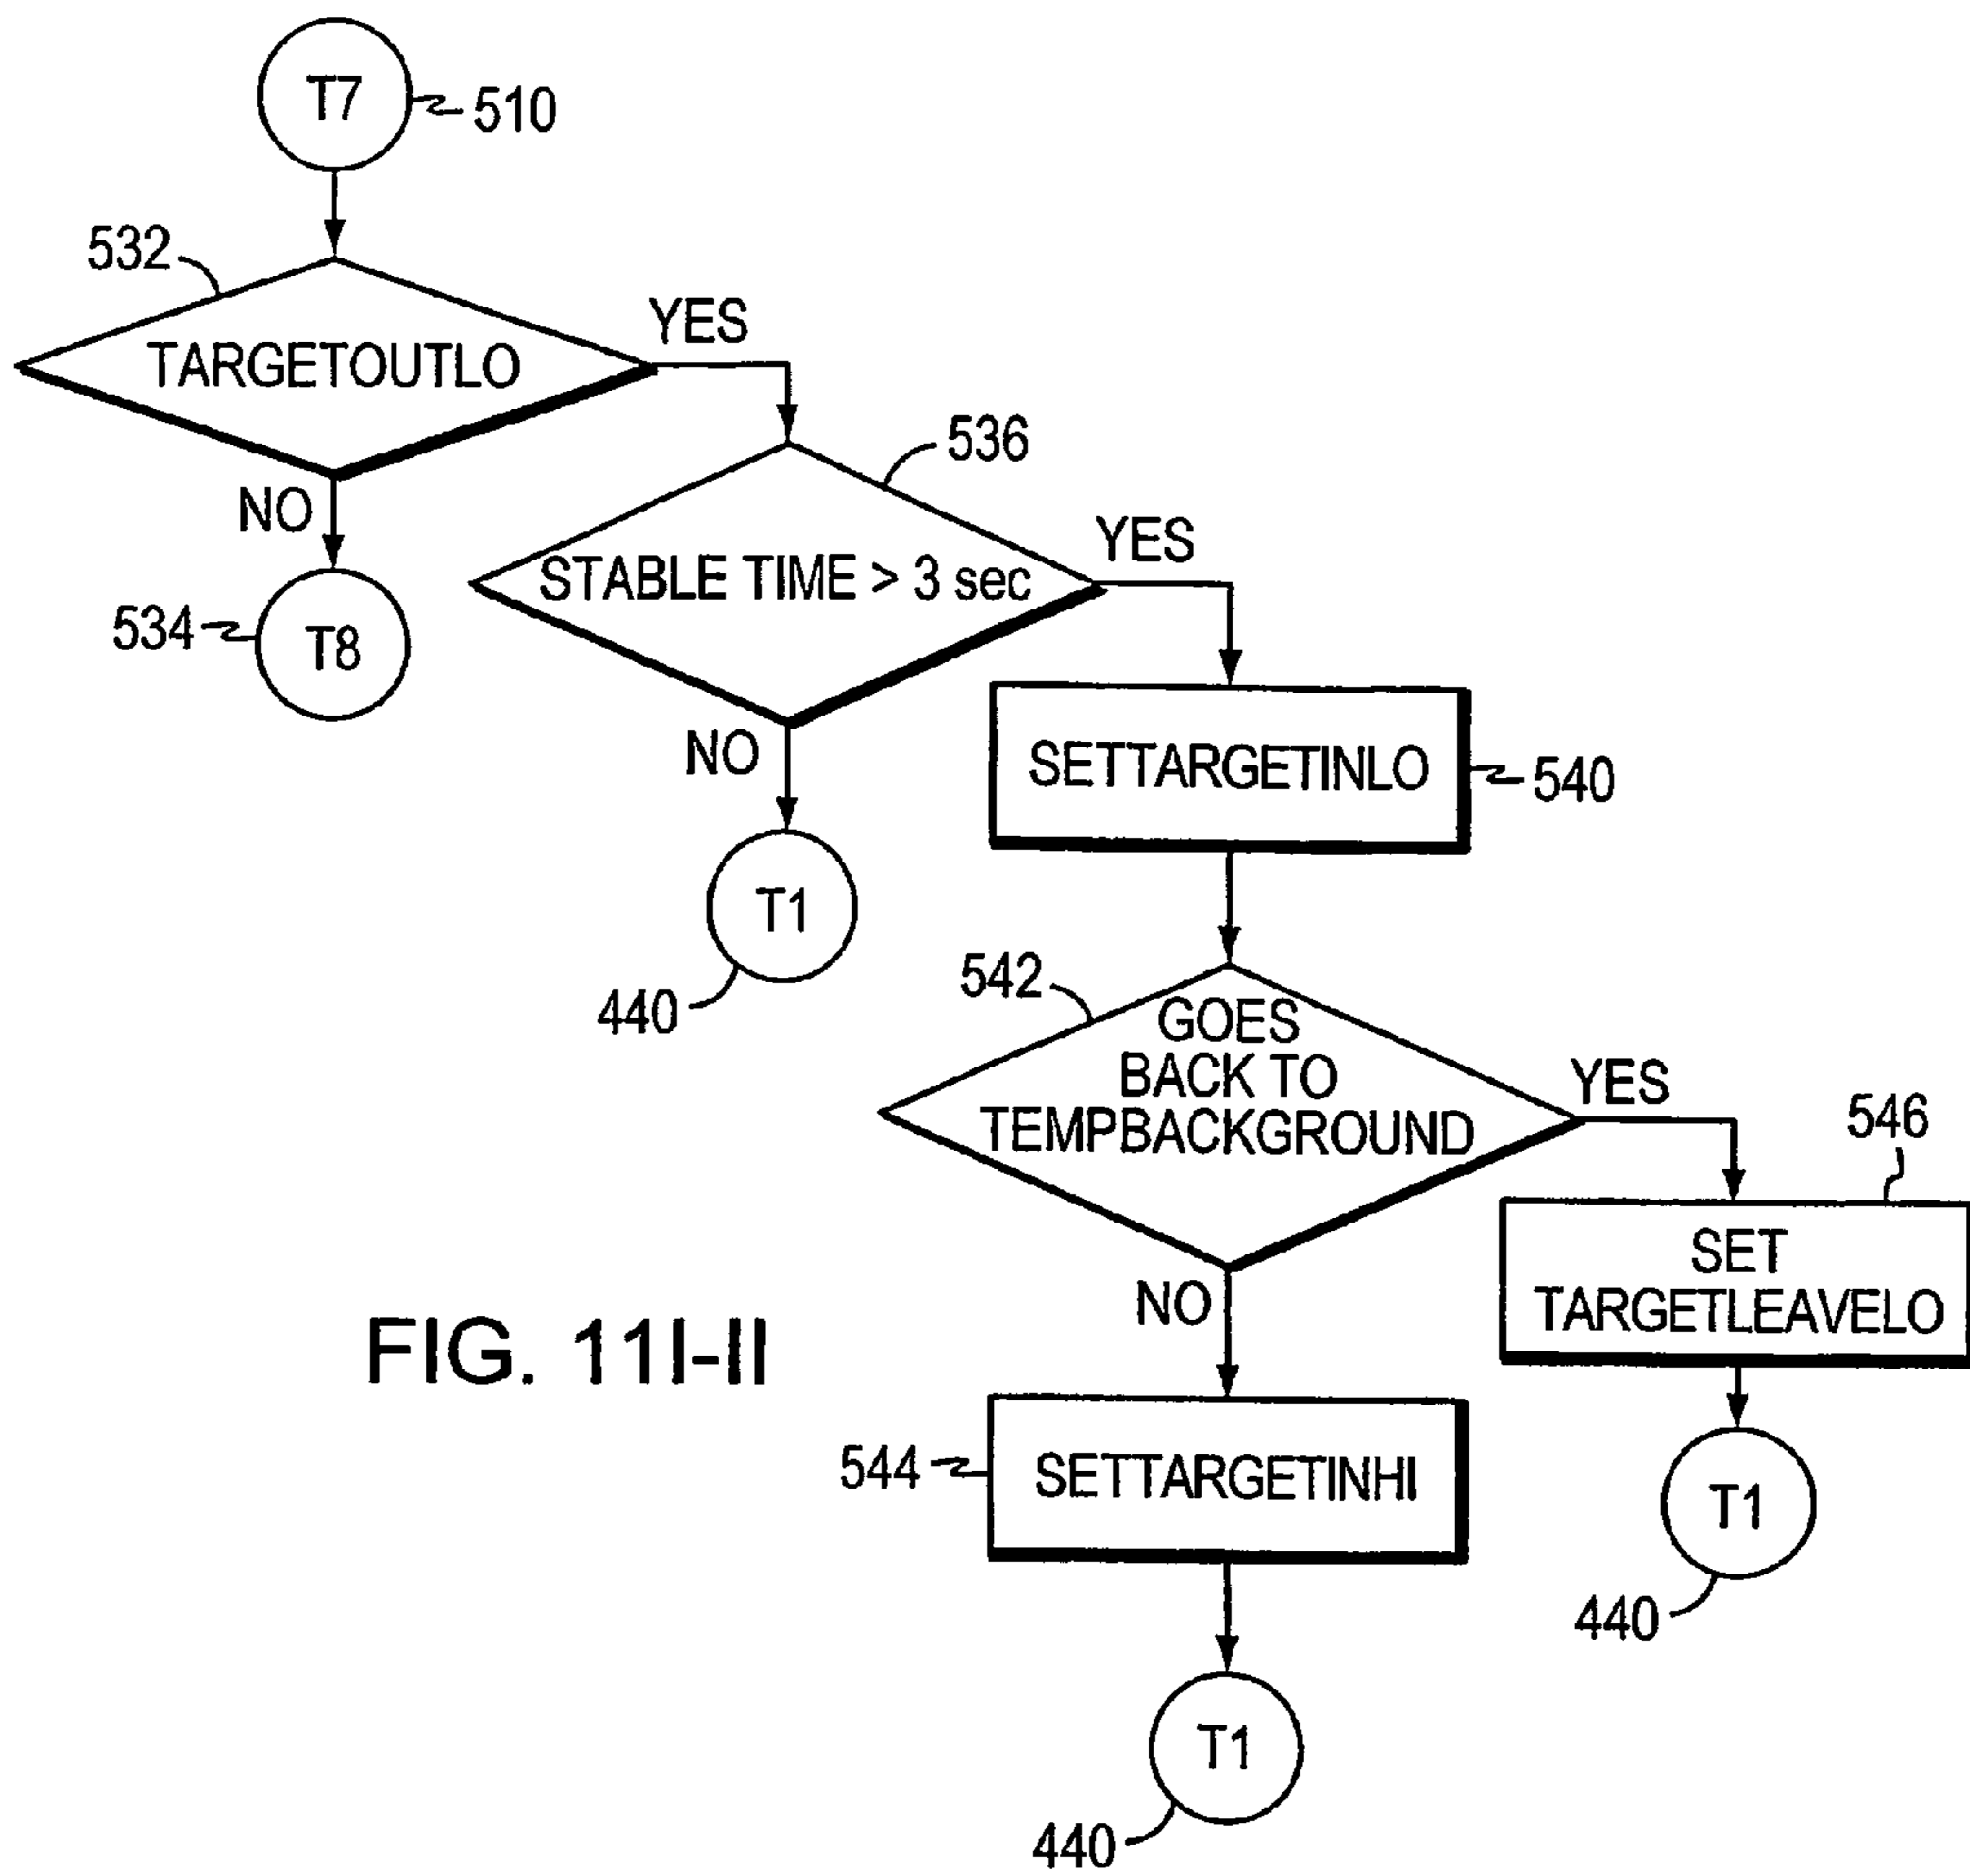 T7
510
532
TARGETOUTLO
YES
NO
534
T8
536
STABLE TIME > 3 sec
YES
NO
T1
440
SETTARGETINLO
540
542
GOES
BACK TO
TEMPBACKGROUND
YES
NO
546
SET
TARGETLEAVELO
T1
440
544
SETTARGETINHI
T1
440
FIG. 11I-II